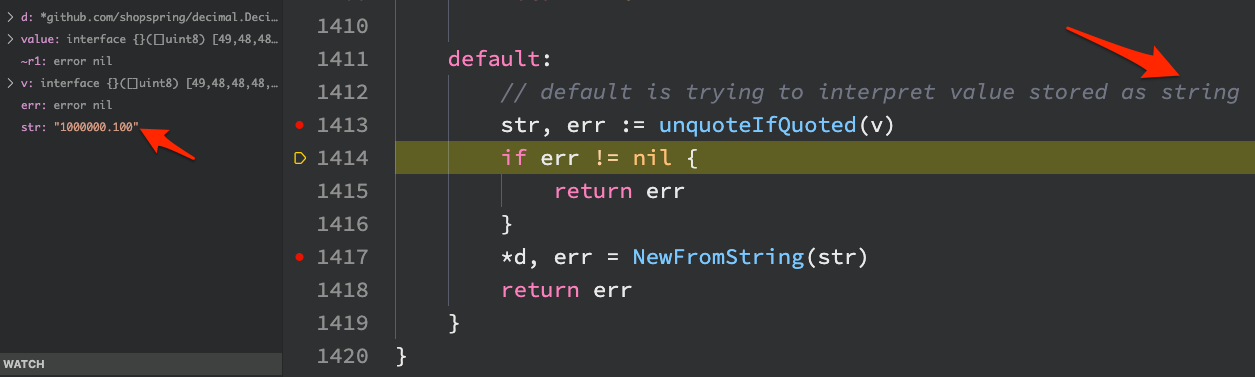 d: *github.com/shopspring/decimal.Deci…
value: interface {}([]uint8) [49,48,48…
~r1: error nil
v: interface {}([]uint8) [49,48,48,48,…
err: error nil
str: "1000000.100"
WATCH
1410
1411 default:
1412 // default is trying to interpret value stored as string
1413 str, err := unquoteIfQuoted(v)
1414 if err != nil {
1415 return err
1416 }
1417 *d, err = NewFromString(str)
1418 return err
1419 }
1420 }